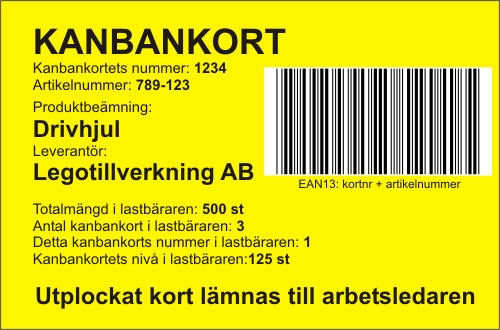 KANBANKORT
Kanbankortets nummer: 1234
Artikelnummer: 789-123
Produktbeämning:
Drivhjul
Leverantör:
Legotillverkning AB
EAN13: kortnr + artikelnummer
Totalmängd i lastbäraren: 500 st
Antal kanbankort i lastbäraren: 3
Detta kanbankorts nummer i lastbäraren: 1
Kanbankortets nivå i lastbäraren:125 st
Utplockat kort lämnas till arbetsledaren